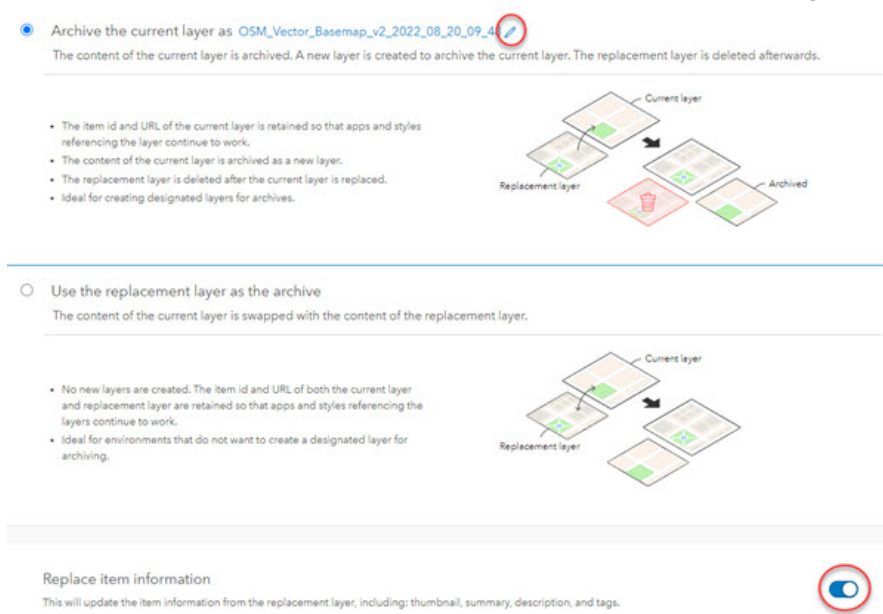 Archive the current layer as OSM_Vector_Basemap_v2_2022_08_20_09_48
The content of the current layer is archived. A new layer is created to archive the current layer. The replacement layer is deleted afterwards.
• The item id and URL of the current layer is retained so that apps and styles
referencing the layer continue to work.
• The content of the current layer is archived as a new layer.
• The replacement layer is deleted after the current layer is replaced.
• Ideal for creating designated layers for archives.
Current layer
Replacement layer
Archived
Use the replacement layer as the archive
The content of the current layer is swapped with the content of the replacement layer.
• No new layers are created. The item id and URL of both the current layer
and replacement layer are retained so that apps and styles referencing the
layers continue to work.
• Ideal for environments that do not want to create a designated layer for
archiving.
Current layer
Replacement layer
Replace item information
This will update the item information from the replacement layer, including: thumbnail, summary, description, and tags.